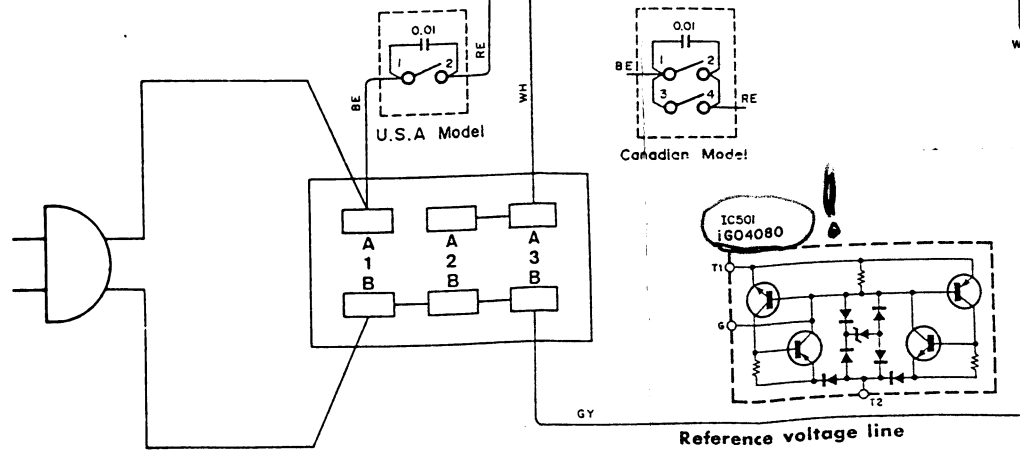 0.01
1 2
BE
RE
WH
U.S.A Model
0.01
BE 1 2
3 4 RE
Canadian Model
W
A A A
1 2 3
B B B
IC501
iG04080
!
T1
G
T2
GY
Reference voltage line